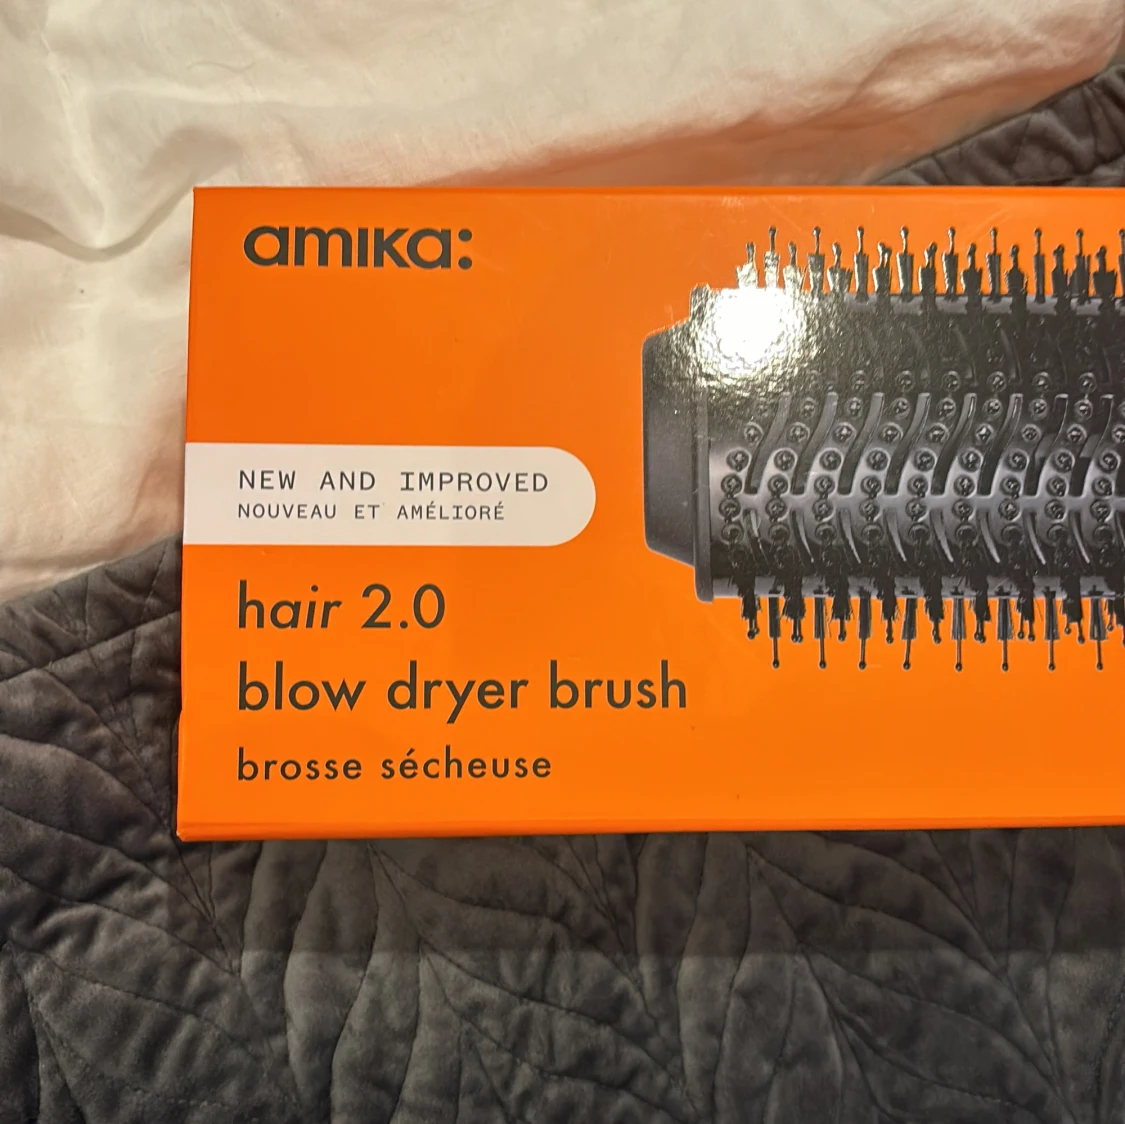 amika:
NEW AND IMPROVED
NOUVEAU ET AMÉLIORÉ
hair 2.0
blow dryer brush
brosse sécheuse